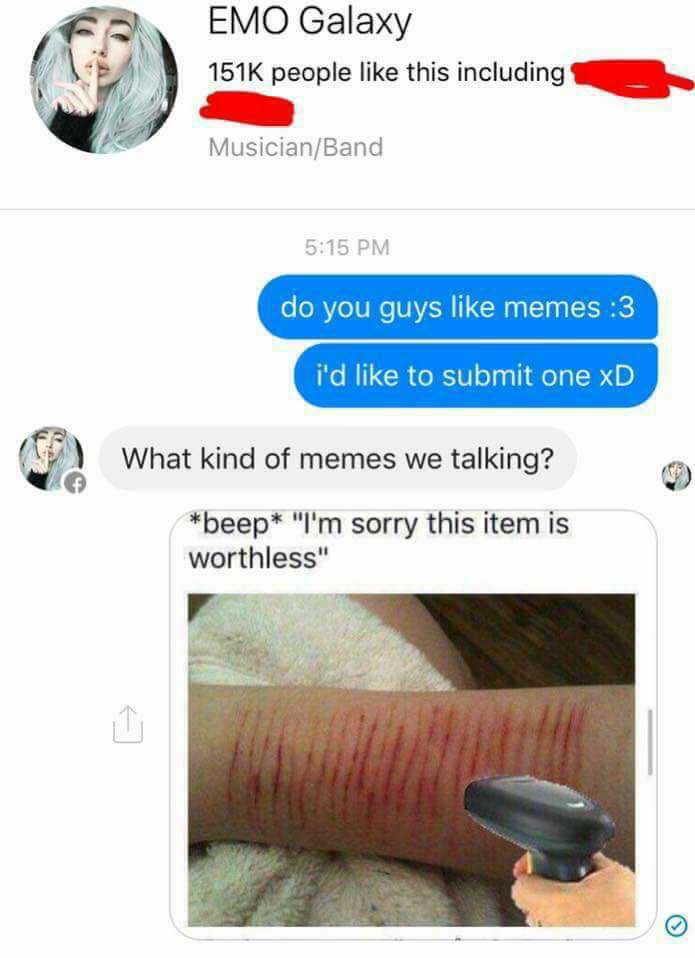 EMO Galaxy
151K people like this including
Musician/Band
5:15 PM
do you guys like memes :3
i'd like to submit one xD
What kind of memes we talking?
*beep* "I'm sorry this item is
worthless"